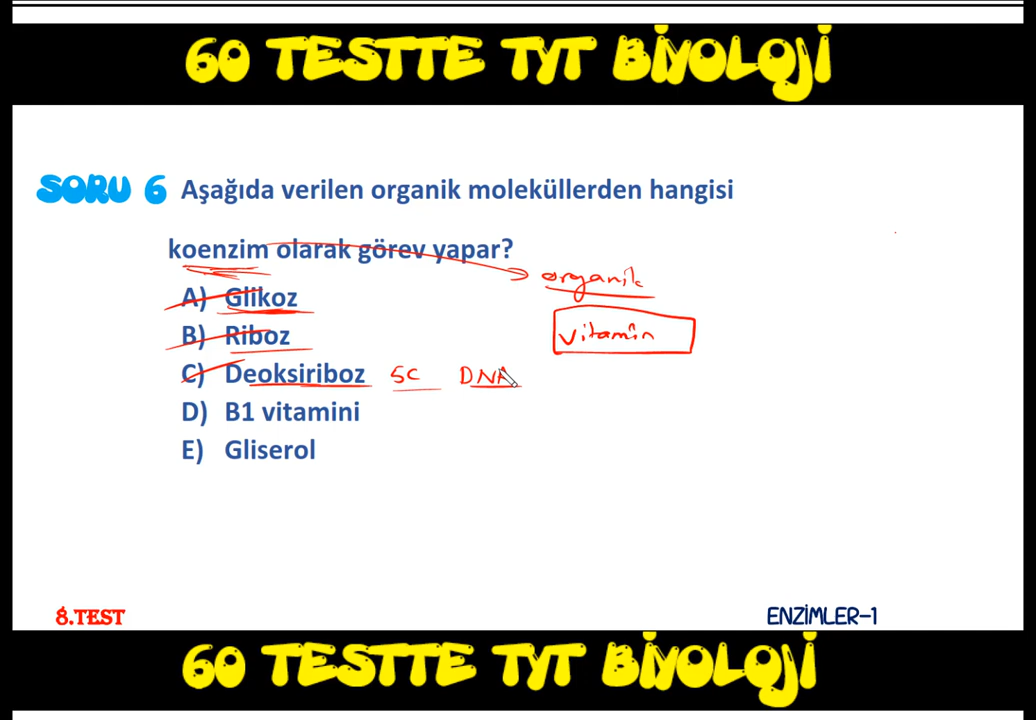 60 TESTTE TYT BİYOLOJİ
SORU 6 Aşağıda verilen organik moleküllerden hangisi
koenzim olarak görev yapar?
organik
A) Glikoz
vitamin
B) Riboz
C) Deoksiriboz 5C DNA
D) B1 vitamini
E) Gliserol
8.TEST ENZİMLER-1
60 TESTTE TYT BİYOLOJİ